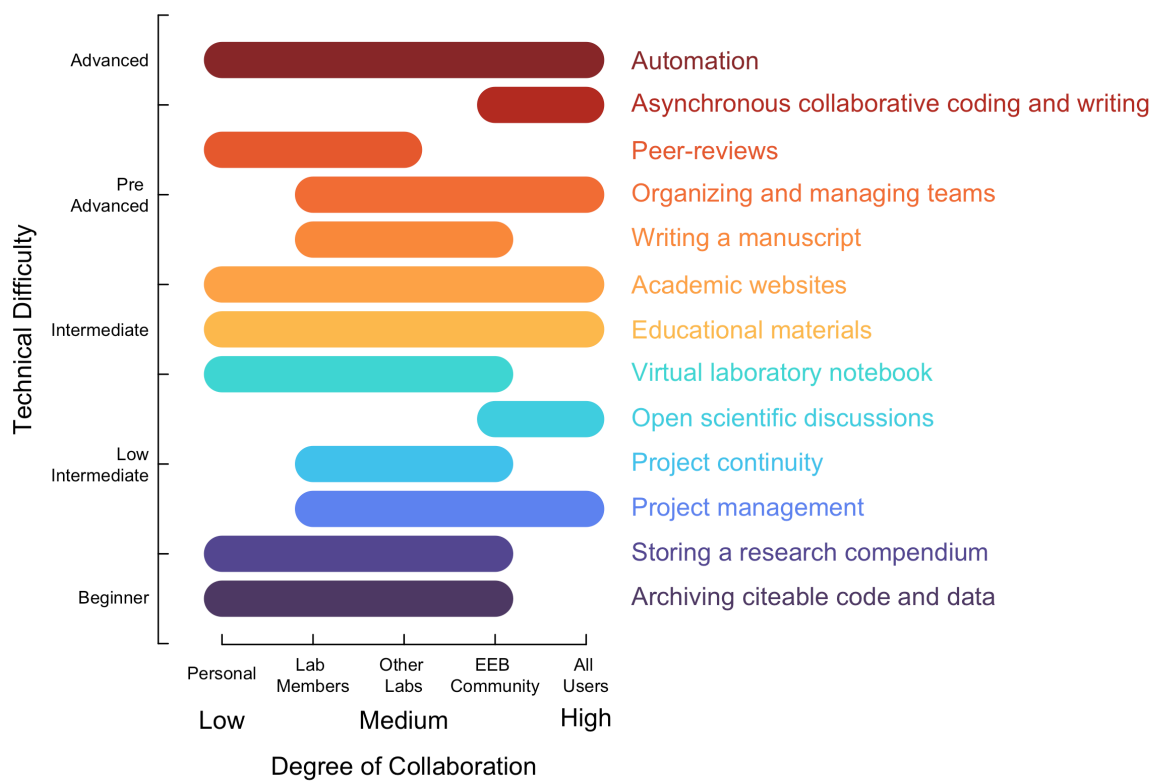 Technical Difficulty
Advanced
Pre
Advanced
Intermediate
Low
Intermediate
Beginner
Automation
Asynchronous collaborative coding and writing
Peer-reviews
Organizing and managing teams
Writing a manuscript
Academic websites
Educational materials
Virtual laboratory notebook
Open scientific discussions
Project continuity
Project management
Storing a research compendium
Archiving citeable code and data
Personal
Lab
Members
Other
Labs
EEB
Community
All
Users
Low
Medium
High
Degree of Collaboration